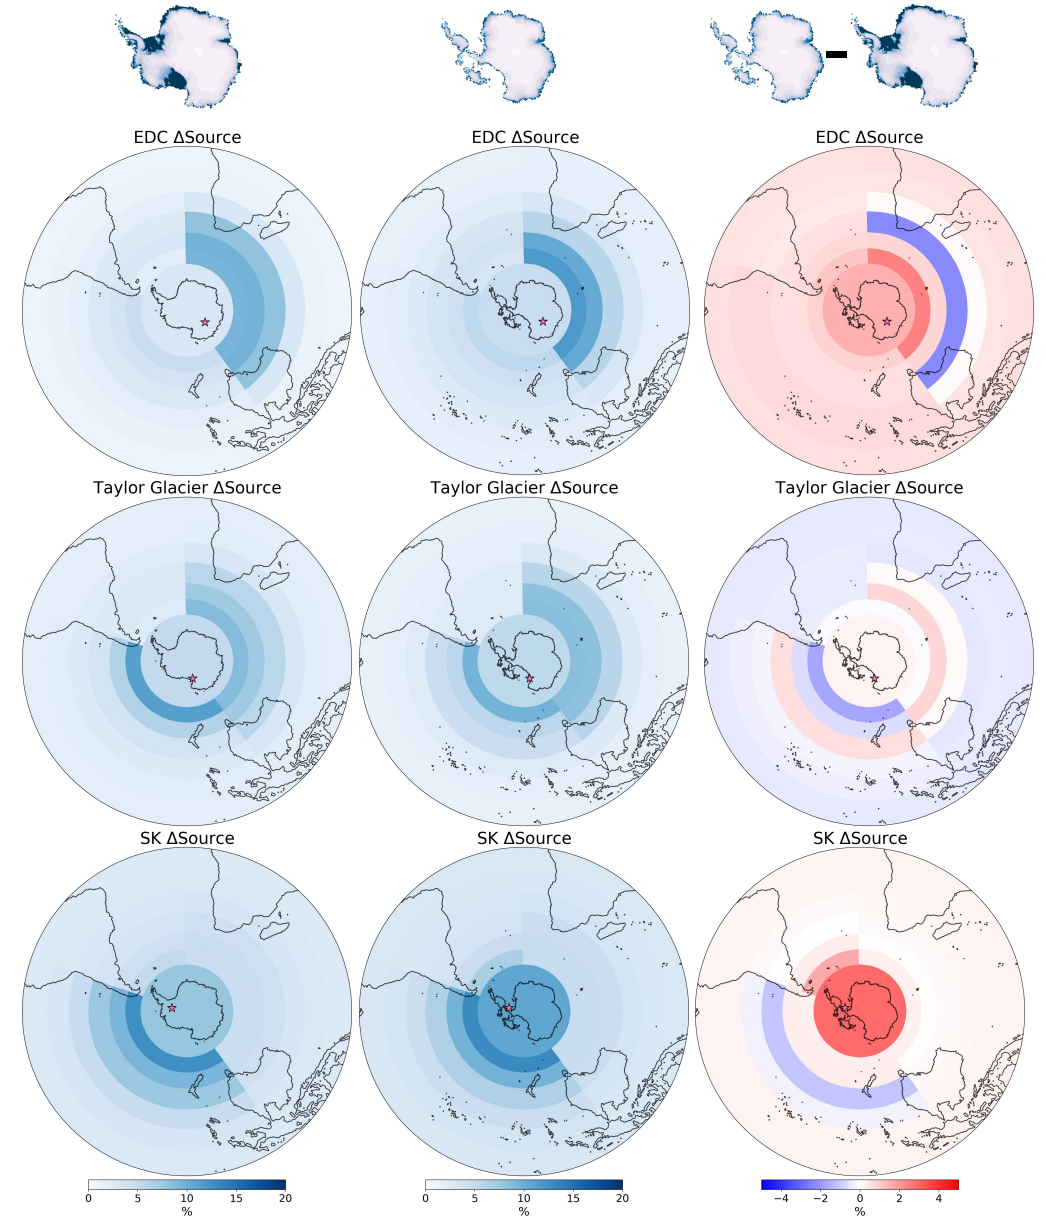 EDC ΔSource EDC ΔSource EDC ΔSource
Taylor Glacier ΔSource Taylor Glacier ΔSource Taylor Glacier ΔSource
SK ΔSource SK ΔSource SK ΔSource
0 5 10 15 20 0 5 10 15 20 −4 −2 0 2 4
% % %